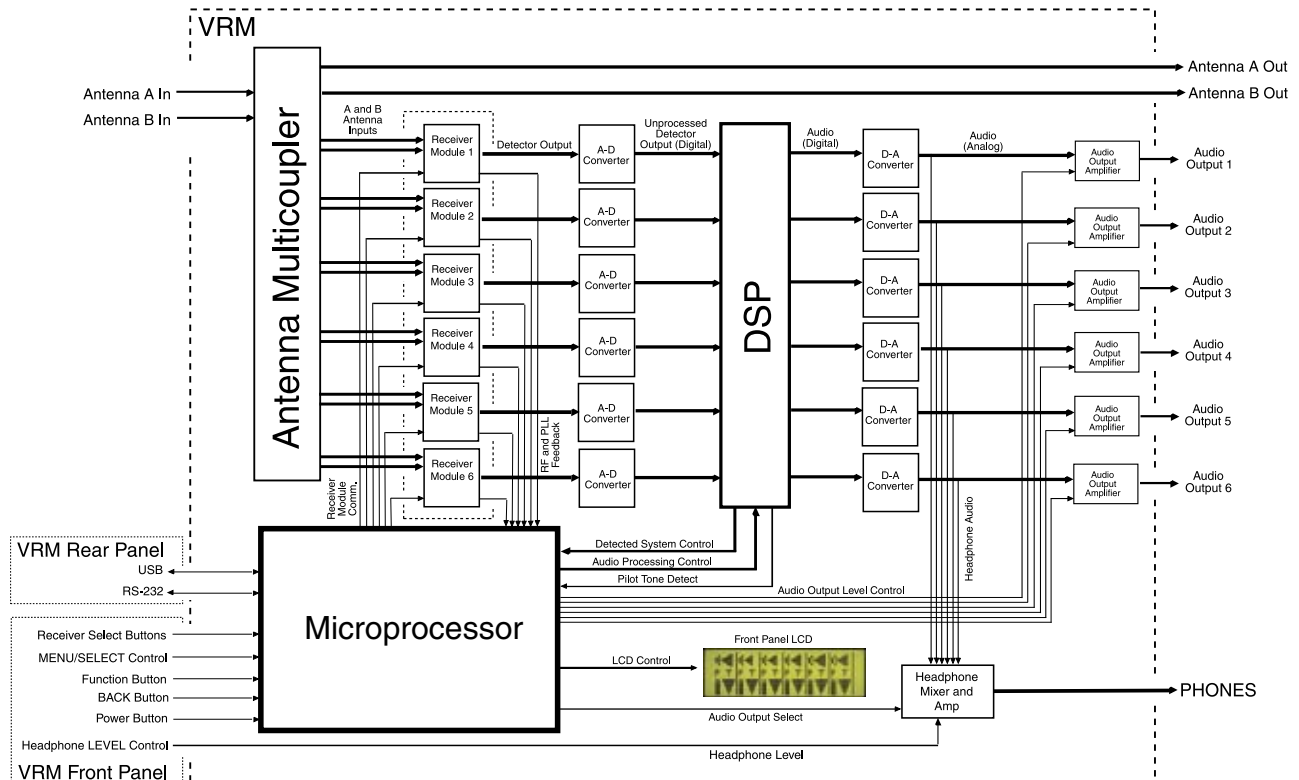 VRM
Antenna A In
Antenna B In
Antenna Multicoupler
Antenna A Out
Antenna B Out
A and B
Antenna
Inputs
Receiver
Module 1
Detector Output
A-D
Converter
Unprocessed
Detector
Output (Digital)
DSP
Audio
(Digital)
D-A
Converter
Audio
(Analog)
Audio
Output
Amplifier
Audio
Output 1
Receiver
Module 2
A-D
Converter
D-A
Converter
Audio
Output
Amplifier
Audio
Output 2
Receiver
Module 3
A-D
Converter
D-A
Converter
Audio
Output
Amplifier
Audio
Output 3
Receiver
Module 4
A-D
Converter
D-A
Converter
Audio
Output
Amplifier
Audio
Output 4
Receiver
Module 5
A-D
Converter
D-A
Converter
Audio
Output
Amplifier
Audio
Output 5
Receiver
Module 6
A-D
Converter
D-A
Converter
Audio
Output
Amplifier
Audio
Output 6
Receiver
Module
Comm.
RF and PLL
Feedback
Headphone Audio
VRM Rear Panel
USB
RS-232
Microprocessor
Detected System Control
Audio Processing Control
Pilot Tone Detect
Audio Output Level Control
Receiver Select Buttons
MENU/SELECT Control
Function Button
BACK Button
Power Button
Headphone LEVEL Control
VRM Front Panel
LCD Control
Front Panel LCD
Audio Output Select
Headphone Level
Headphone
Mixer and
Amp
PHONES